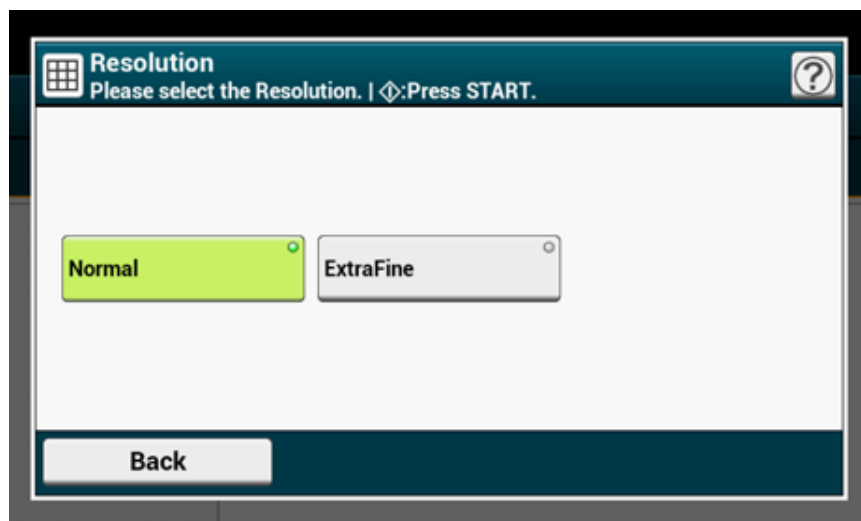 Resolution
Please select the Resolution. | :Press START.
Normal
ExtraFine
Back
?